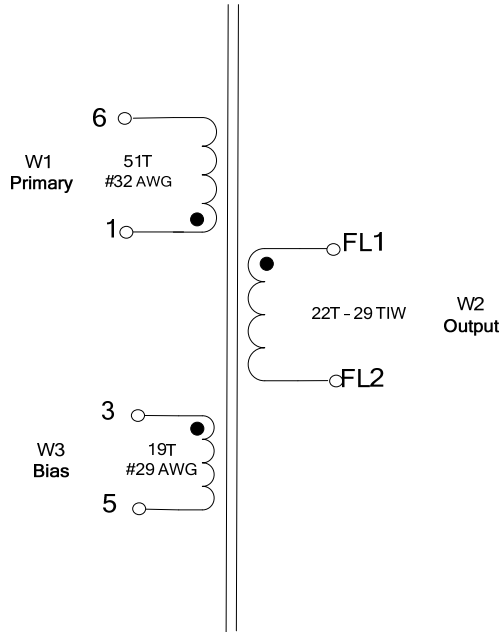 6
W1
Primary
51T
#32 AWG
1
FL1
22T - 29 TIW
W2
Output
FL2
3
W3
Bias
19T
#29 AWG
5